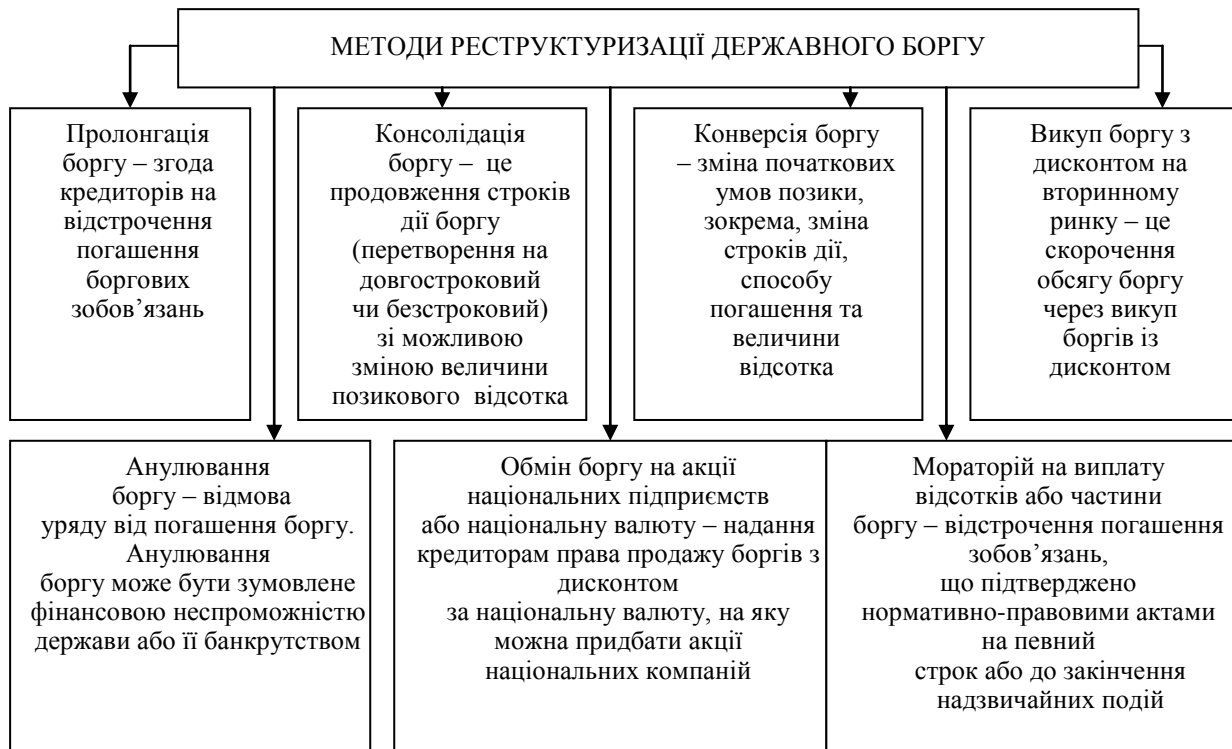 МЕТОДИ РЕСТРУКТУРИЗАЦІЇ ДЕРЖАВНОГО БОРГУ
Пролонгація
боргу – згода
кредиторів на
відстрочення
погашення
боргових
зобов’язань
Консолідація
боргу – це
продовження строків
дії боргу
(перетворення на
довгостроковий
чи безстроковий)
зі можливою
зміною величини
позикового відсотка
Конверсія боргу
– зміна початкових
умов позики,
зокрема, зміна
строків дії,
способу
погашення та
величини
відсотка
Викуп боргу з
дисконтом на
вторинному
ринку – це
скорочення
обсягу боргу
через викуп
боргів із
дисконтом
Анулювання
боргу – відмова
уряду від погашення боргу.
Анулювання
боргу може бути зумовлене
фінансовою неспроможністю
держави або її банкрутством
Обмін боргу на акції
національних підприємств
або національну валюту – надання
кредиторам права продажу боргів з
дисконтом
за національну валюту, на яку
можна придбати акції
національних компаній
Мораторій на виплату
відсотків або частини
боргу – відстрочення погашення
зобов’язань,
що підтверджено
нормативно-правовими актами
на певний
строк або до закінчення
надзвичайних подій